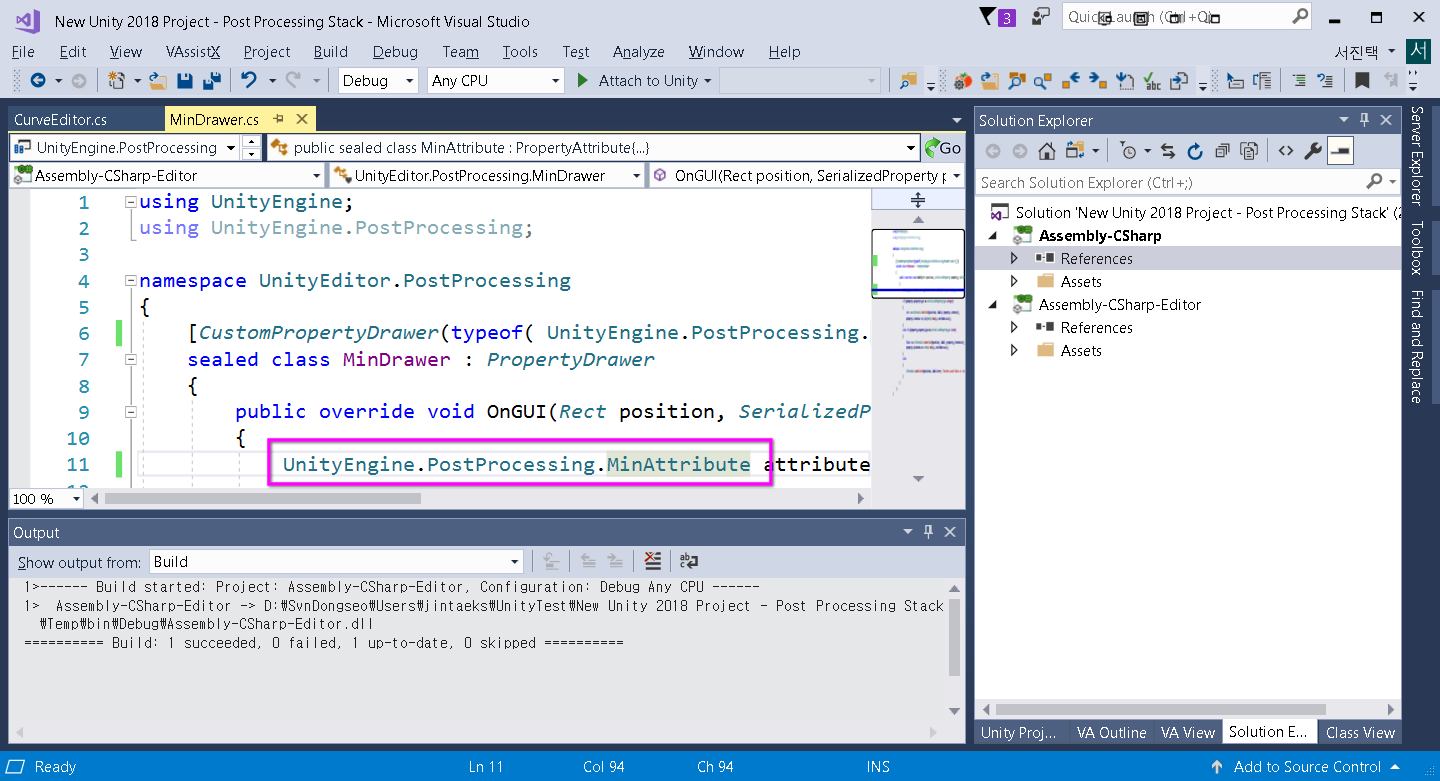 New Unity 2018 Project - Post Processing Stack - Microsoft Visual Studio
3
Quick Launch (Ctrl+Q)
File Edit View VAssistX Project Build Debug Team Tools Test Analyze Window Help
서진택 서
Debug Any CPU Attach to Unity
CurveEditor.cs MinDrawer.cs
UnityEngine.PostProcessing public sealed class MinAttribute : PropertyAttribute{...} Go
Assembly-CSharp-Editor UnityEditor.PostProcessing.MinDrawer OnGUI(Rect position, SerializedProperty p
1 using UnityEngine;
2 using UnityEngine.PostProcessing;
3
4 namespace UnityEditor.PostProcessing
5 {
6 [CustomPropertyDrawer(typeof( UnityEngine.PostProcessing.
7 sealed class MinDrawer : PropertyDrawer
8 {
9 public override void OnGUI(Rect position, SerializedP
10 {
11 UnityEngine.PostProcessing.MinAttribute attribute
100 %
Output
Show output from: Build
1>------ Build started: Project: Assembly-CSharp-Editor, Configuration: Debug Any CPU ------
1> Assembly-CSharp-Editor -> D:₩SvnDongseo₩Users₩jintaeks₩UnityTest₩New Unity 2018 Project - Post Processing Stack
₩Temp₩bin₩Debug₩Assembly-CSharp-Editor.dll
========== Build: 1 succeeded, 0 failed, 1 up-to-date, 0 skipped ==========
Solution Explorer
Search Solution Explorer (Ctrl+;)
Solution 'New Unity 2018 Project - Post Processing Stack' (2
Assembly-CSharp
References
Assets
Assembly-CSharp-Editor
References
Assets
Unity Proj... VA Outline VA View Solution E... Class View
Server Explorer
Toolbox
Find and Replace
Ready Ln 11 Col 94 Ch 94 INS Add to Source Control